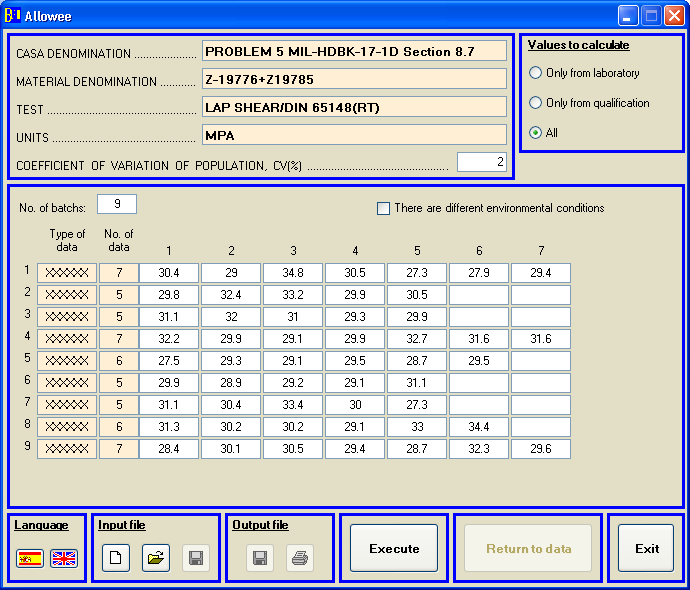 Allowee
CASA DENOMINATION ..................... PROBLEM 5 MIL-HDBK-17-1D Section 8.7
MATERIAL DENOMINATION ............ Z-19776+Z19785
TEST .................................................. LAP SHEAR/DIN 65148(RT)
UNITS ................................................ MPA
COEFFICIENT OF VARIATION OF POPULATION, CV(%) ............................................... 2
Values to calculate
Only from laboratory
Only from qualification
All
No. of batchs: 9
There are different environmental conditions
Type of data No. of data 1 2 3 4 5 6 7
1 XXXXXX 7 30.4 29 34.8 30.5 27.3 27.9 29.4
2 XXXXXX 5 29.8 32.4 33.2 29.9 30.5
3 XXXXXX 5 31.1 32 31 29.3 29.9
4 XXXXXX 7 32.2 29.9 29.1 29.9 32.7 31.6 31.6
5 XXXXXX 6 27.5 29.3 29.1 29.5 28.7 29.5
6 XXXXXX 5 29.9 28.9 29.2 29.1 31.1
7 XXXXXX 5 31.1 30.4 33.4 30 27.3
8 XXXXXX 6 31.3 30.2 30.2 29.1 33 34.4
9 XXXXXX 7 28.4 30.1 30.5 29.4 28.7 32.3 29.6
Language
Input file
Output file
Execute
Return to data
Exit